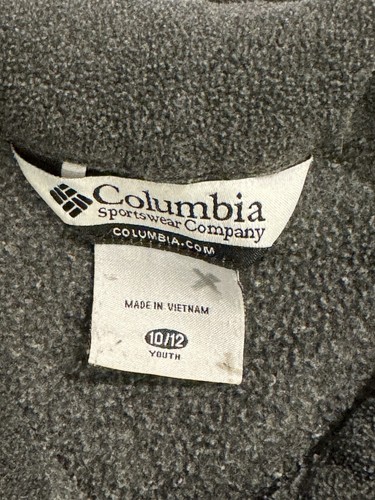 Columbia
Sportswear Company
COLUMBIA.COM
MADE IN VIETNAM
10/12
YOUTH